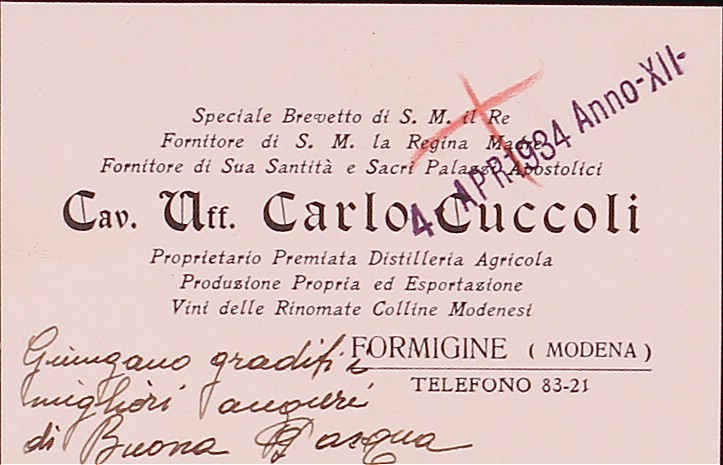 Speciale Brevetto di S. M. il Re
Fornitore di S. M. la Regina Madre
Fornitore di Sua Santità e Sacri Palazzi Apostolici
4 - APR 1934 Anno-XII-
Cav. Uff. Carlo Cuccoli
Proprietario Premiata Distilleria Agricola
Produzione Propria ed Esportazione
Vini delle Rinomate Colline Modenesi
FORMIGINE ( MODENA )
TELEFONO 83-21
Giungano graditi i
migliori auguri
di Buona Pasqua